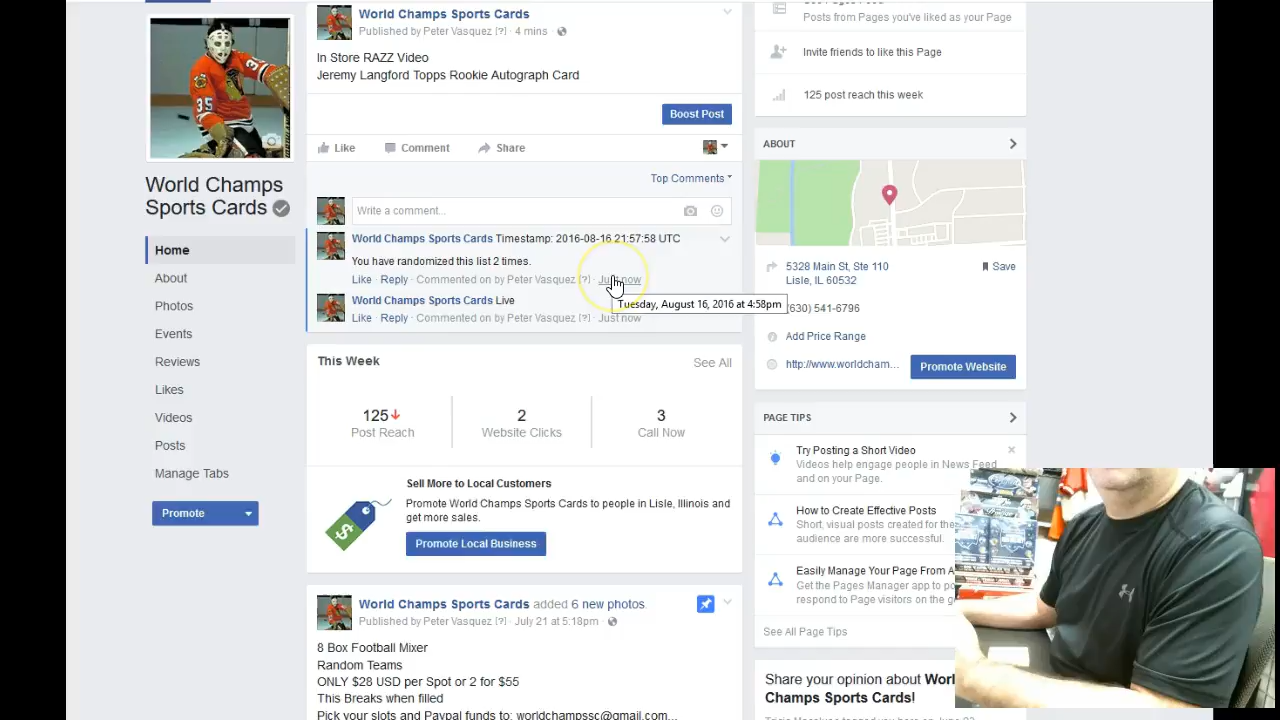 World Champs Sports Cards
Published by Peter Vasquez [?] · 4 mins ·
In Store RAZZ Video
Jeremy Langford Topps Rookie Autograph Card
Boost Post
Like Comment Share
Top Comments
Write a comment...
World Champs Sports Cards Timestamp: 2016-08-16 21:57:58 UTC
You have randomized this list 2 times.
Like · Reply · Commented on by Peter Vasquez [?] · Just now
Tuesday, August 16, 2016 at 4:58pm
World Champs Sports Cards Live
Like · Reply · Commented on by Peter Vasquez [?] · Just now
This Week
See All
125 2 3
Post Reach Website Clicks Call Now
Sell More to Local Customers
Promote World Champs Sports Cards to people in Lisle, Illinois and
get more sales.
Promote Local Business
World Champs Sports Cards added 6 new photos
Published by Peter Vasquez [?] · July 21 at 5:18pm ·
8 Box Football Mixer
Random Teams
ONLY $28 USD per Spot or 2 for $55
This Breaks when filled
Pick your slots and Paypal funds to worldchampssc@gmail.com...
35
World Champs
Sports Cards
Home
About
Photos
Events
Reviews
Likes
Videos
Posts
Manage Tabs
Promote
Posts from Pages you've liked as your Page
Invite friends to like this Page
125 post reach this week
ABOUT
5328 Main St, Ste 110
Lisle, IL 60532
Save
(630) 541-6796
Add Price Range
http://www.worldcham...
Promote Website
PAGE TIPS
Try Posting a Short Video
Videos help engage people in News Feed
and on your Page.
How to Create Effective Posts
Short, visual posts created for the
audience are more successful.
Easily Manage Your Page From A
Get the Pages Manager app to
respond to Page visitors on the
See All Page Tips
Share your opinion about Worl
Champs Sports Cards!